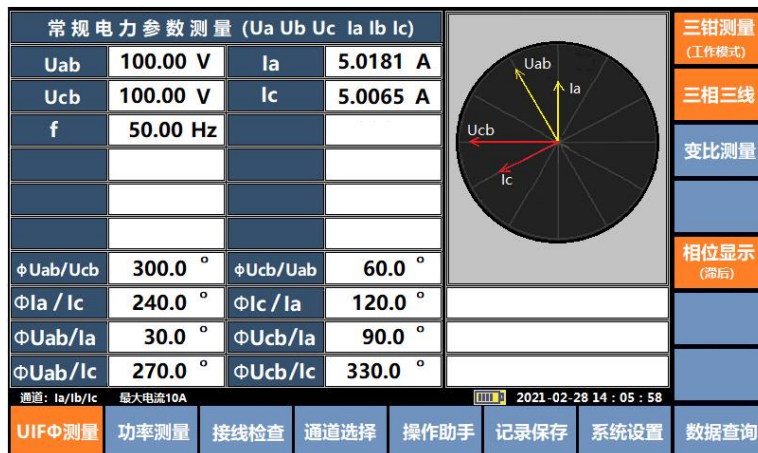 常规电力参数测量 (Ua Ub Uc Ia Ib Ic)
Uab 100.00 V Ia 5.0181 A
Ucb 100.00 V Ic 5.0065 A
f 50.00 Hz
ΦUab/Ucb 300.0 ° ΦUcb/Uab 60.0 °
ΦIa / Ic 240.0 ° ΦIc / Ia 120.0 °
ΦUab/Ia 30.0 ° ΦUcb/Ia 90.0 °
ΦUab/Ic 270.0 ° ΦUcb/Ic 330.0 °
Uab
Ia
Ucb
Ic
三钳测量
(工作模式)
三相三线
变比测量
相位显示
(滞后)
通道: Ia/Ib/Ic 最大电流10A 2021-02-28 14 : 05 : 58
UIFΦ测量 功率测量 接线检查 通道选择 操作助手 记录保存 系统设置 数据查询